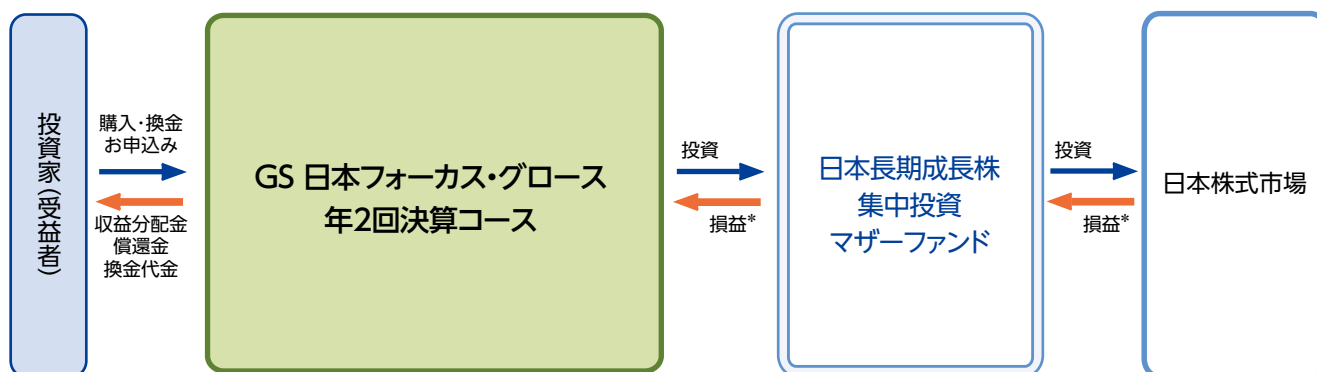 投資家(受益者)
購入・換金
お申込み
収益分配金
償還金
換金代金
GS 日本フォーカス・グロース
年2回決算コース
投資
損益*
日本長期成長株
集中投資
マザーファンド
投資
損益*
日本株式市場